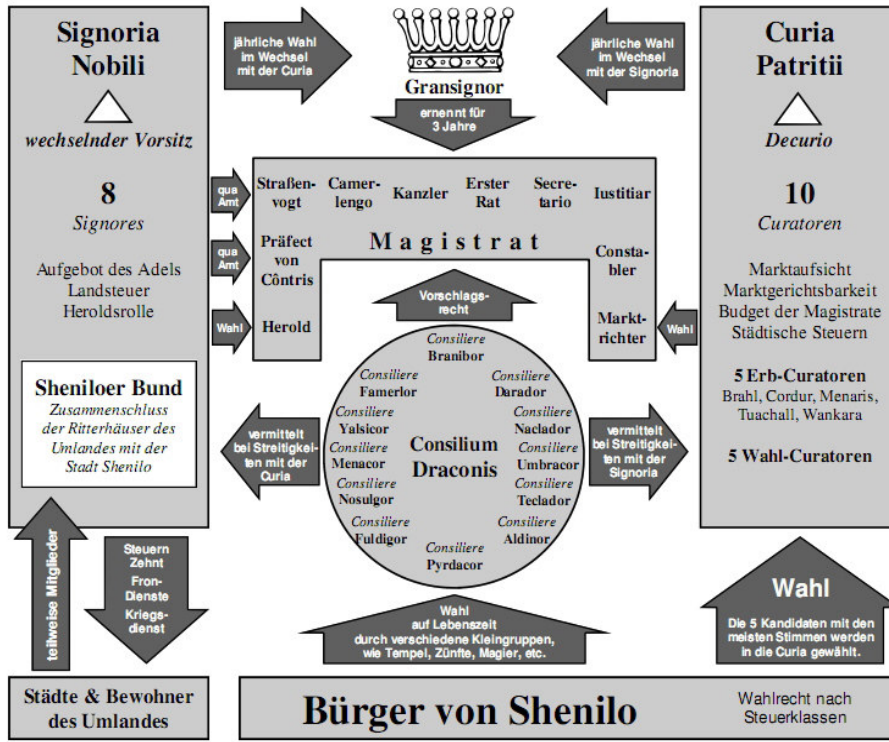 Signoria
Nobili
wechselnder Vorsitz
8
Signores
Aufgebot des Adels
Landsteuer
Heroldsrolle
Sheniloer Bund
Zusammenschluss
der Ritterhäuser des
Umlandes mit der
Stadt Shenilo
jährliche Wahl
im Wechsel
mit der Curia
Gransignor
ernennt für
3 Jahre
jährliche Wahl
im Wechsel
mit der Signoria
Curia
Patritii
Decurio
10
Curatoren
Marktaufsicht
Marktgerichtsbarkeit
Budget der Magistrate
Städtische Steuern
5 Erb-Curatoren
Brahl, Cordur, Menaris,
Tuachall, Wankara
5 Wahl-Curatoren
qua
Amt
qua
Amt
Wahl
Straßen-
vogt
Camer-
lengo
Kanzler
Erster
Rat
Secre-
tario
Iustitiar
Magistrat
Präfect
von
Côntris
Herold
Consta-
bler
Markt-
richter
Wahl
Vorschlags-
recht
Consiliere
Branibor
Consiliere
Famerlor
Consiliere
Darador
Consiliere
Yalsicor
Consiliere
Naclador
Consiliere
Menacor
Consiliere
Umbracor
Consiliere
Nosulgor
Consiliere
Teclador
Consiliere
Fuldigor
Consiliere
Aldinor
Consiliere
Pyrdacor
Consilium
Draconis
vermittelt
bei Streitigkei-
ten mit der
Curia
vermittelt
bei Streitigkei-
ten mit der
Signoria
teilweise Mitglieder
Steuern
Zehnt
Fron-
Dienste
Kriegs-
dienst
Wahl
auf Lebenszeit
durch verschiedene Kleingruppen,
wie Tempel, Zünfte, Magier, etc.
Wahl
Die 5 Kandidaten mit den
meisten Stimmen werden
in die Curia gewählt.
Städte & Bewohner
des Umlandes
Bürger von Shenilo
Wahlrecht nach
Steuerklassen